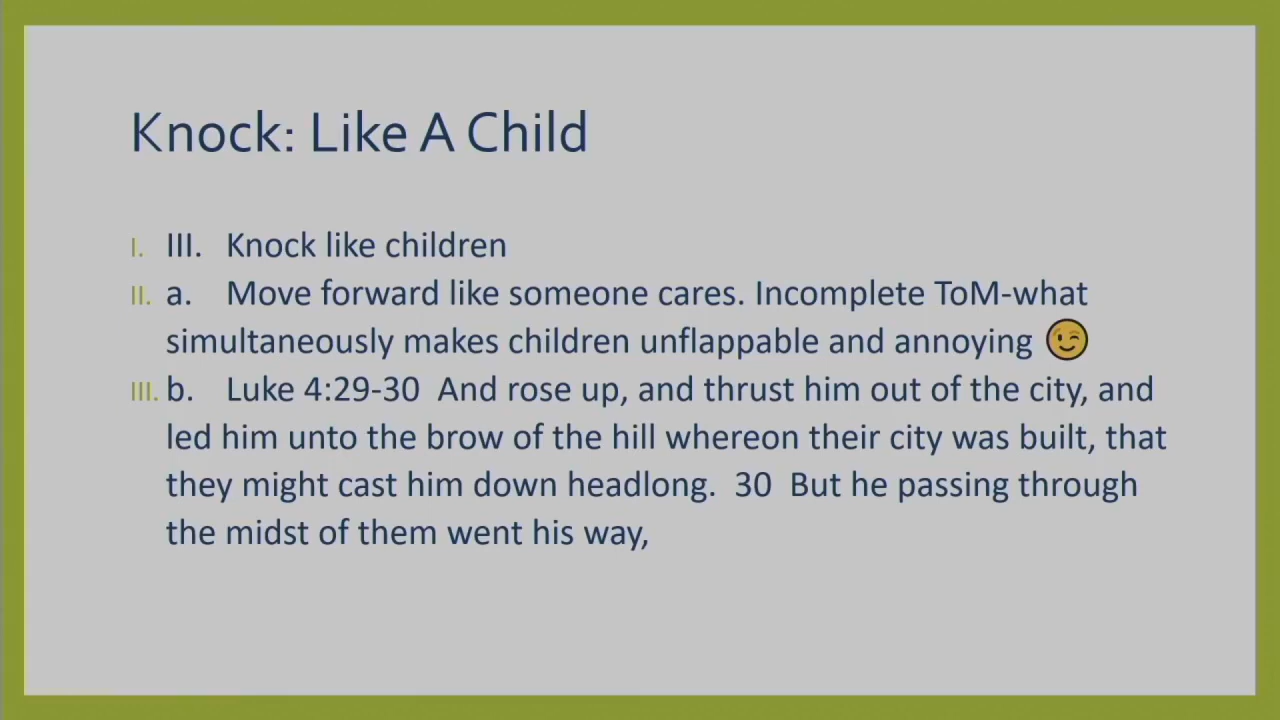 Knock: Like A Child
I. III. Knock like children
II. a. Move forward like someone cares. Incomplete ToM-what
simultaneously makes children unflappable and annoying 😉
III. b. Luke 4:29-30 And rose up, and thrust him out of the city, and
led him unto the brow of the hill whereon their city was built, that
they might cast him down headlong. 30 But he passing through
the midst of them went his way,